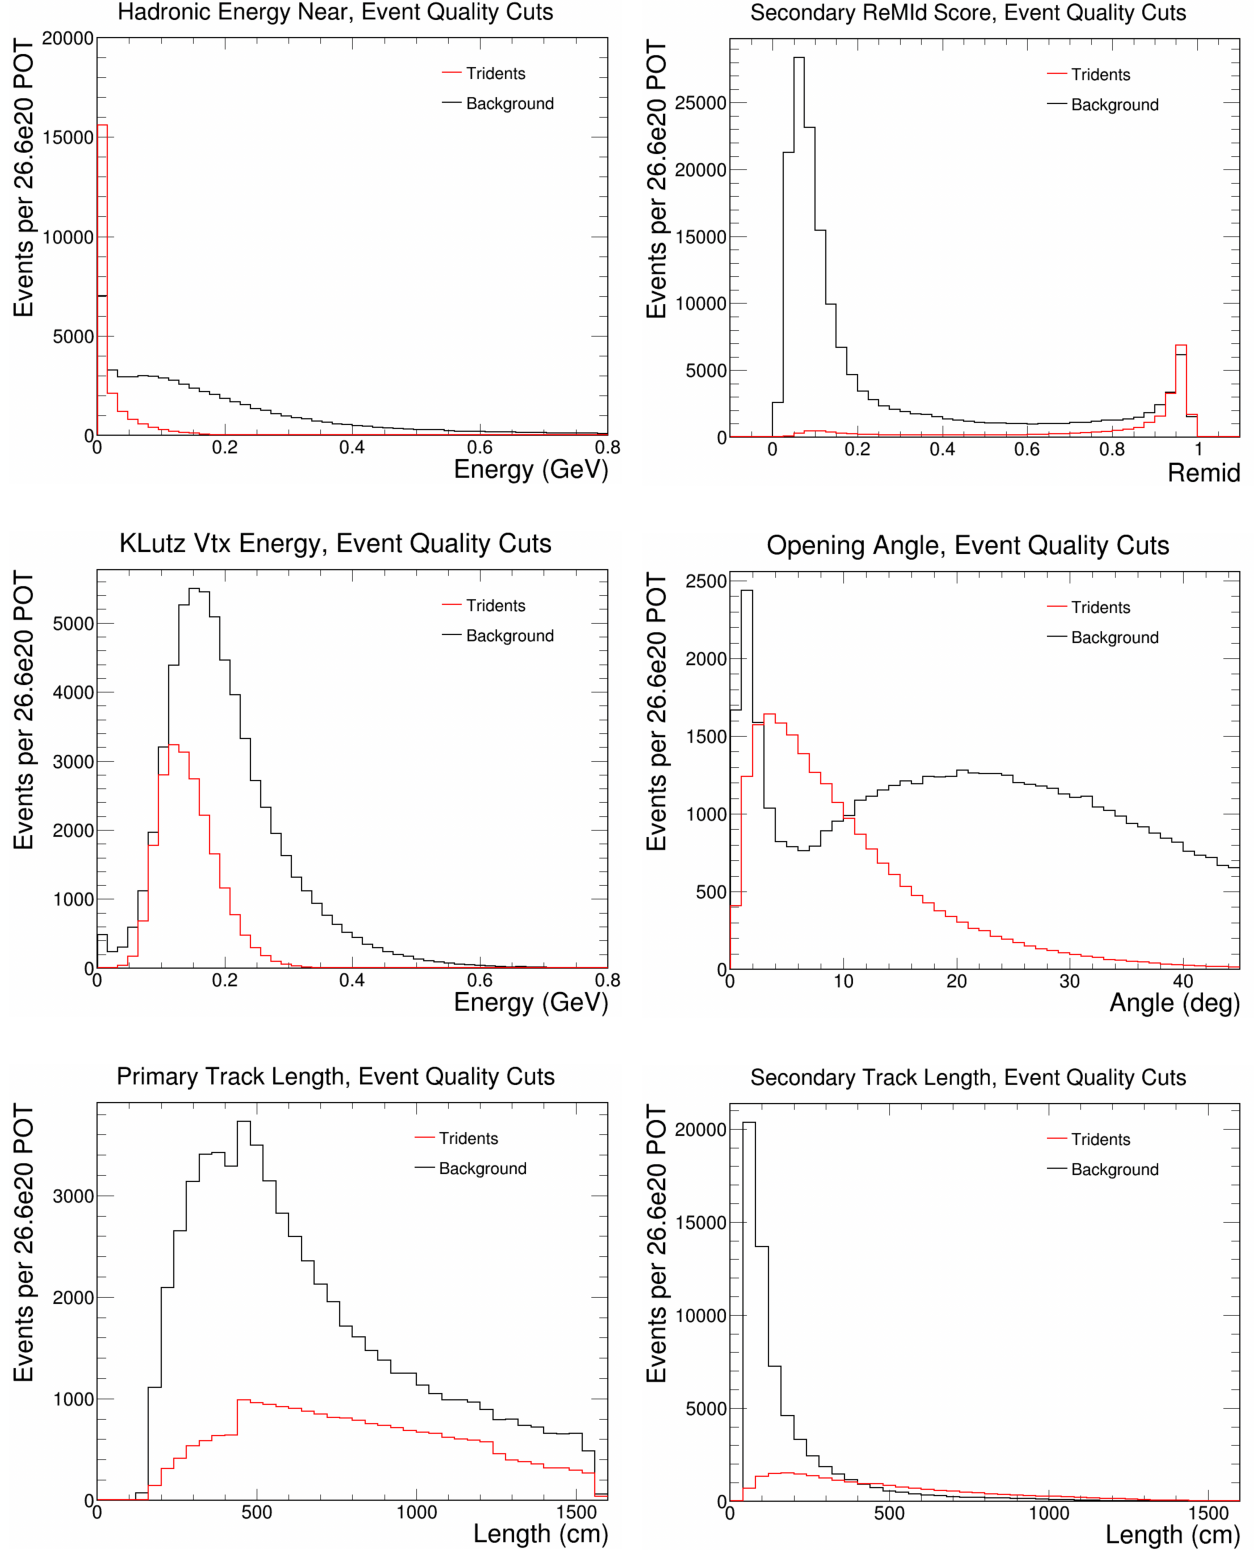 Hadronic Energy Near, Event Quality Cuts
Events per 26.6e20 POT
20000
15000
10000
5000
0
Tridents
Background
0 0.2 0.4 0.6 0.8
Energy (GeV)
Secondary ReMId Score, Event Quality Cuts
Events per 26.6e20 POT
25000
20000
15000
10000
5000
0
Tridents
Background
0 0.2 0.4 0.6 0.8 1
Remid
KLutz Vtx Energy, Event Quality Cuts
Events per 26.6e20 POT
5000
4000
3000
2000
1000
0
Tridents
Background
0 0.2 0.4 0.6 0.8
Energy (GeV)
Opening Angle, Event Quality Cuts
Events per 26.6e20 POT
2500
2000
1500
1000
500
0
Tridents
Background
0 10 20 30 40
Angle (deg)
Primary Track Length, Event Quality Cuts
Events per 26.6e20 POT
3000
2000
1000
0
Tridents
Background
0 500 1000 1500
Length (cm)
Secondary Track Length, Event Quality Cuts
Events per 26.6e20 POT
20000
15000
10000
5000
0
Tridents
Background
0 500 1000 1500
Length (cm)